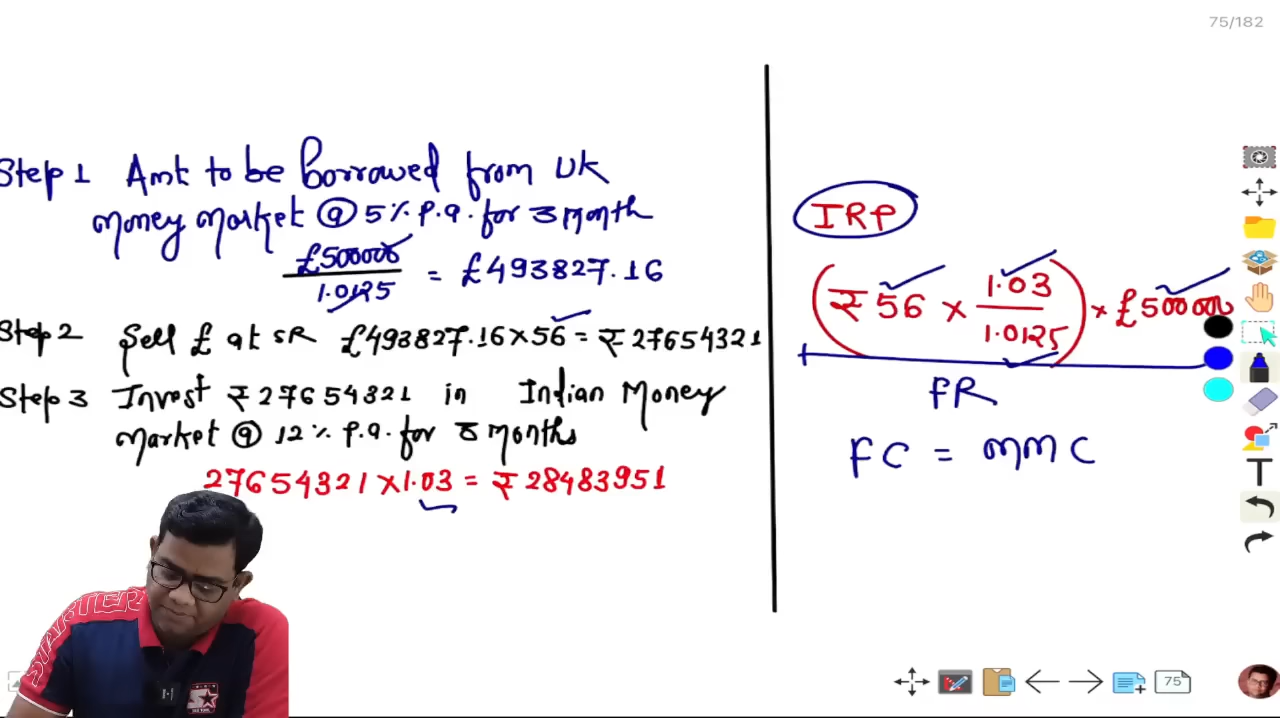 75/182
Step 1 Amt to be borrowed from UK
money market @ 5% P.a. for 3 month
£500000
1.0125
= £493827.16
Step 2 Sell £ at SR £493827.16×56 = ₹27654321
Step 3 Invest ₹27654321 in Indian Money
Market @ 12% P.a. for 3 Months
27654321×1.03 = ₹28483951
IRP
(₹56 × 1.03/1.0125) × £500000
FR
FC = MMC
STARTER
75